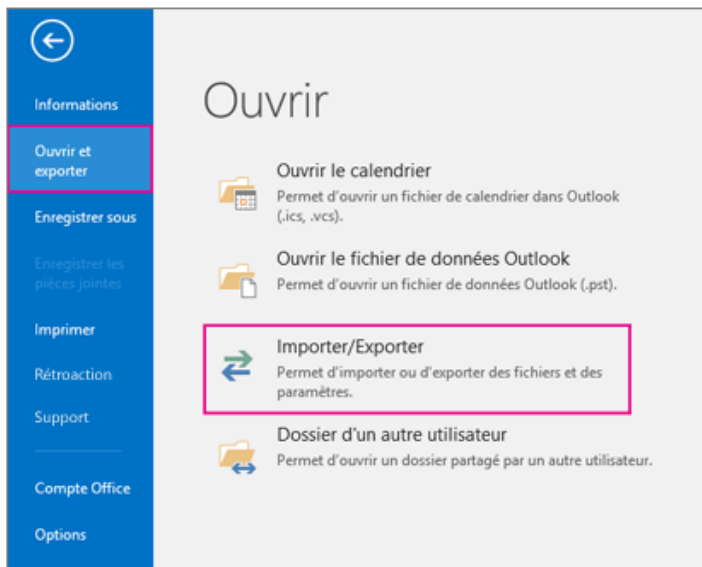 Informations
Ouvrir et
exporter
Enregistrer sous
Enregistrer les
pièces jointes
Imprimer
Rétroaction
Support
Compte Office
Options
Ouvrir
Ouvrir le calendrier
Permet d'ouvrir un fichier de calendrier dans Outlook
(.ics, .vcs).
Ouvrir le fichier de données Outlook
Permet d'ouvrir un fichier de données Outlook (.pst).
Importer/Exporter
Permet d'importer ou d'exporter des fichiers et des
paramètres.
Dossier d'un autre utilisateur
Permet d'ouvrir un dossier partagé par un autre utilisateur.